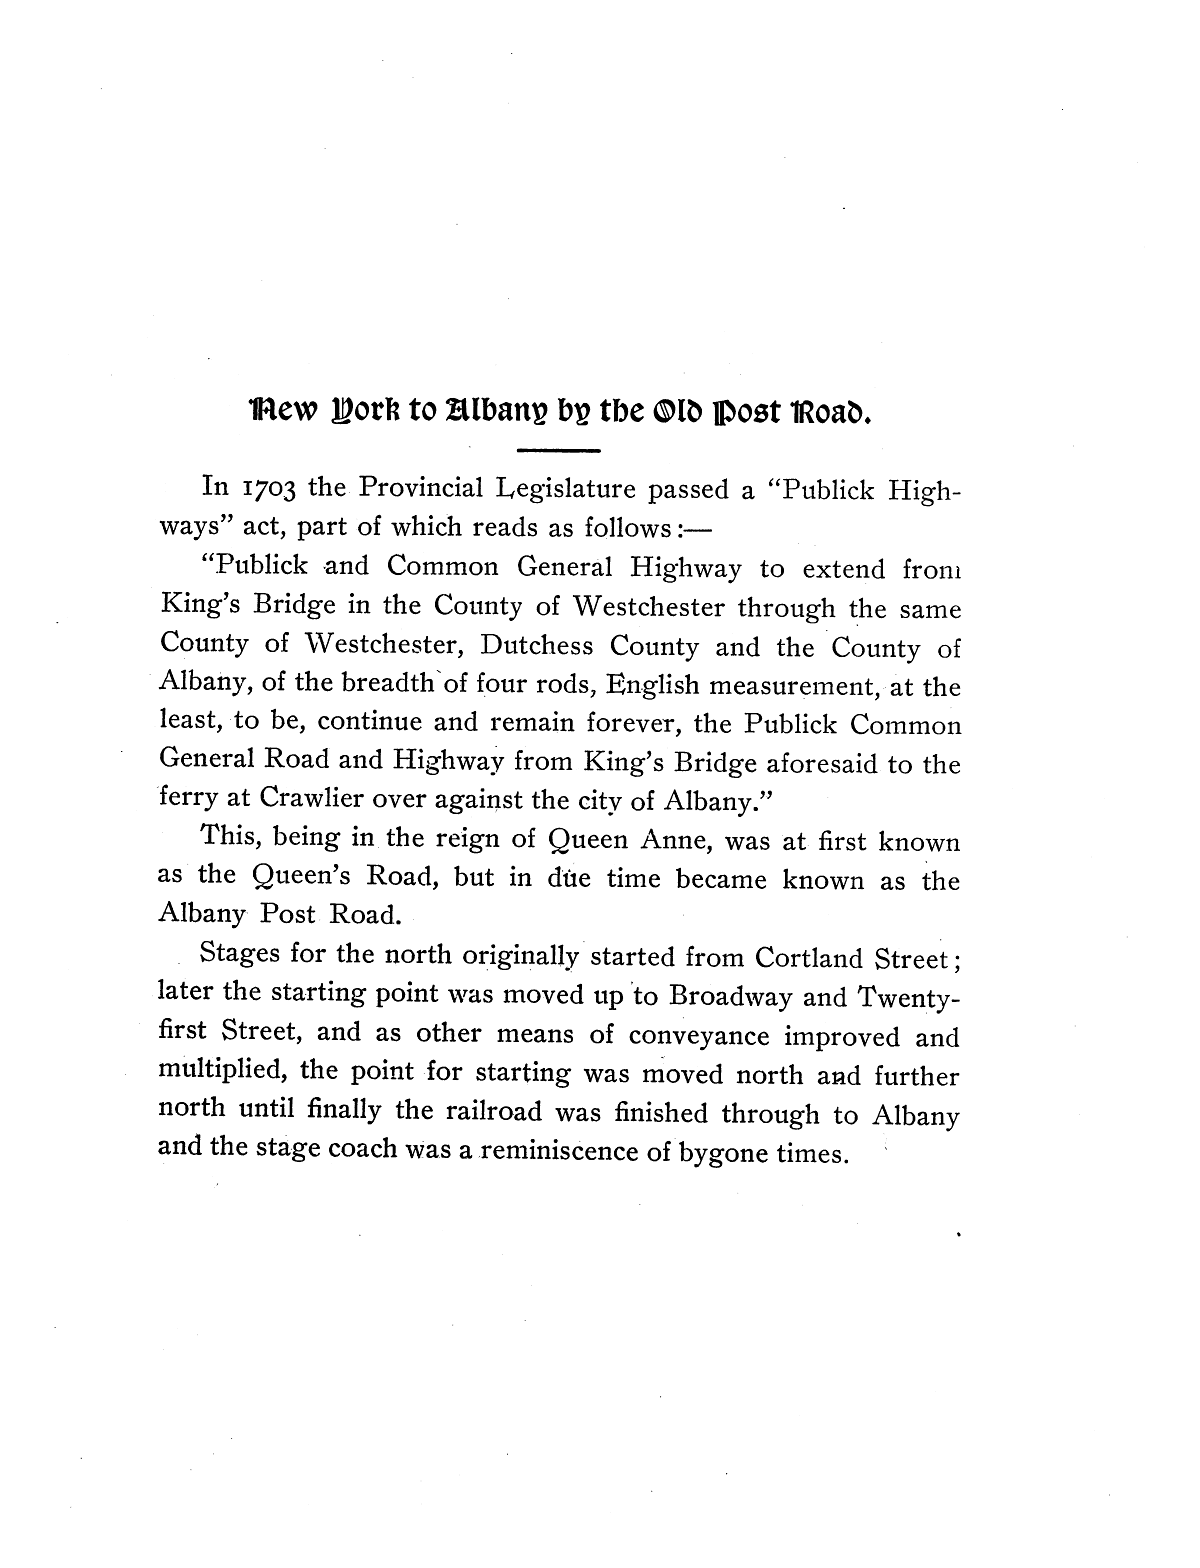 New York to Albany by the Old Post Road.
In 1703 the Provincial Legislature passed a “Publick High-
ways” act, part of which reads as follows:—
“Publick and Common General Highway to extend from
King’s Bridge in the County of Westchester through the same
County of Westchester, Dutchess County and the County of
Albany, of the breadth of four rods, English measurement, at the
least, to be, continue and remain forever, the Publick Common
General Road and Highway from King’s Bridge aforesaid to the
ferry at Crawlier over against the city of Albany.”
This, being in the reign of Queen Anne, was at first known
as the Queen’s Road, but in due time became known as the
Albany Post Road.
Stages for the north originally started from Cortland Street;
later the starting point was moved up to Broadway and Twenty-
first Street, and as other means of conveyance improved and
multiplied, the point for starting was moved north and further
north until finally the railroad was finished through to Albany
and the stage coach was a reminiscence of bygone times.